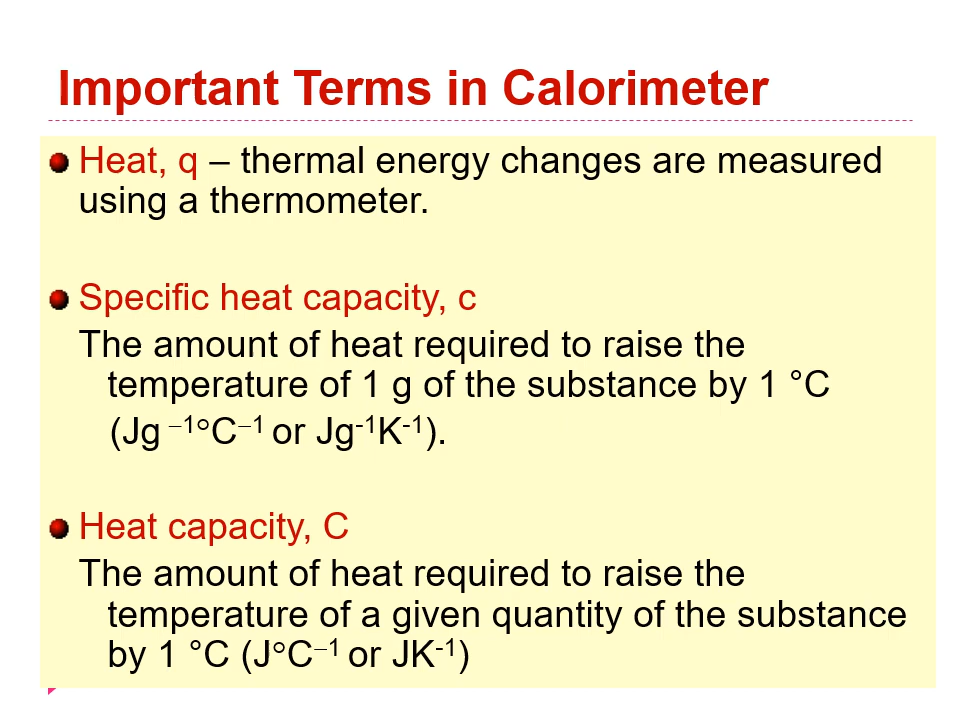 Important Terms in Calorimeter
Heat, q – thermal energy changes are measured
using a thermometer.
Specific heat capacity, c
The amount of heat required to raise the
temperature of 1 g of the substance by 1 °C
(Jg ⁻¹°C⁻¹ or Jg⁻¹K⁻¹).
Heat capacity, C
The amount of heat required to raise the
temperature of a given quantity of the substance
by 1 °C (J°C⁻¹ or JK⁻¹)